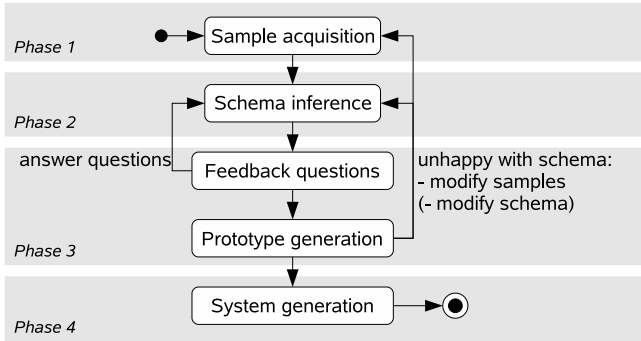 Sample acquisition
Phase 1
Schema inference
Phase 2
answer questions
Feedback questions
unhappy with schema:
- modify samples
(- modify schema)
Prototype generation
Phase 3
System generation
Phase 4